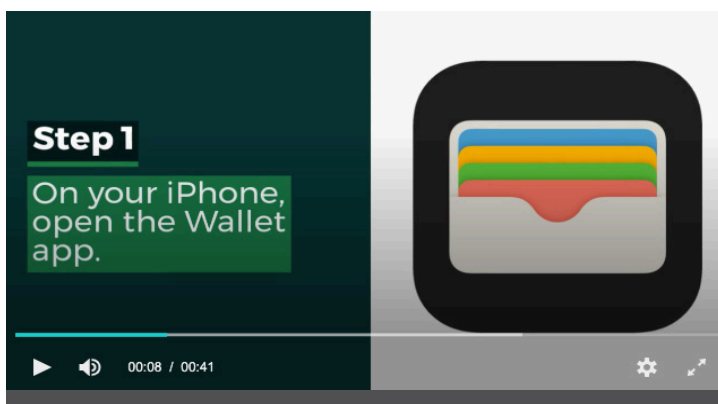 Step 1
On your iPhone,
open the Wallet
app.
00:08 / 00:41